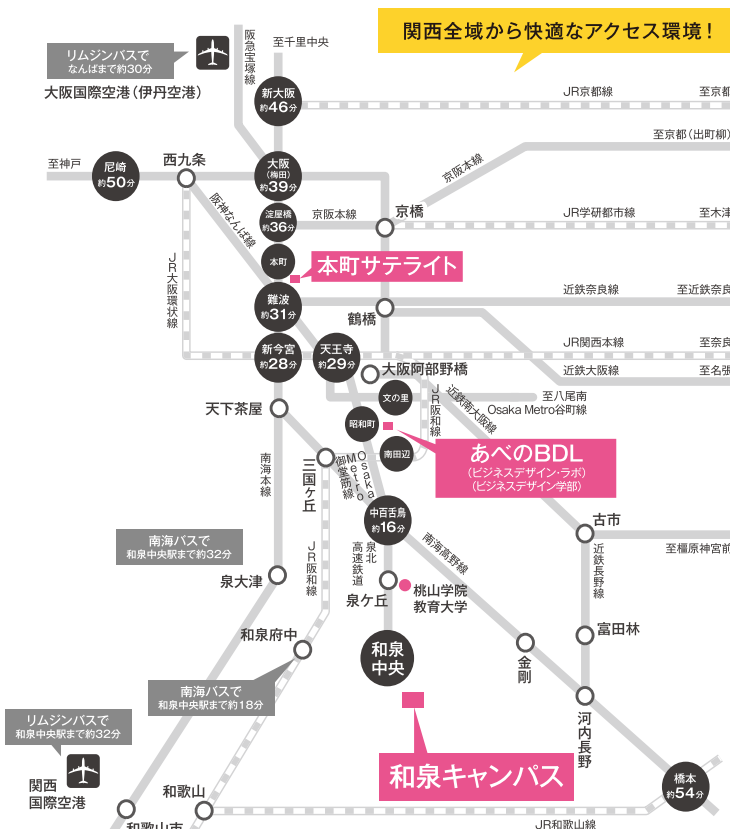 関西全域から快適なアクセス環境！
リムジンバスで
なんばまで約30分
大阪国際空港（伊丹空港）
阪急宝塚線
至千里中央
新大阪
約46分
JR京都線
至京都
至京都（出町柳）
京阪本線
至神戸
尼崎
約50分
西九条
大阪
（梅田）
約39分
阪神なんば線
淀屋橋
約36分
京阪本線
京橋
JR学研都市線
至木津
本町
本町サテライト
JR大阪環状線
難波
約31分
鶴橋
近鉄奈良線
至近鉄奈良
新今宮
約28分
天王寺
約29分
JR関西本線
至奈良
大阪阿部野橋
近鉄大阪線
至名張
文の里
JR阪和線
近鉄南大阪線
至八尾南
Osaka Metro谷町線
天下茶屋
昭和町
南田辺
あべのBDL
（ビジネスデザイン・ラボ）
（ビジネスデザイン学部）
南海本線
三国ヶ丘
Osaka
Metro
御堂筋線
中百舌鳥
約16分
古市
至橿原神宮前
南海バスで
和泉中央駅まで約32分
JR阪和線
泉北
高速鉄道
南海高野線
近鉄長野線
泉大津
泉ケ丘
桃山学院
教育大学
和泉府中
和泉
中央
金剛
富田林
南海バスで
和泉中央駅まで約18分
河内長野
リムジンバスで
和泉中央駅まで約32分
関西
国際空港
和泉キャンパス
橋本
約54分
和歌山
和歌山市
JR和歌山線